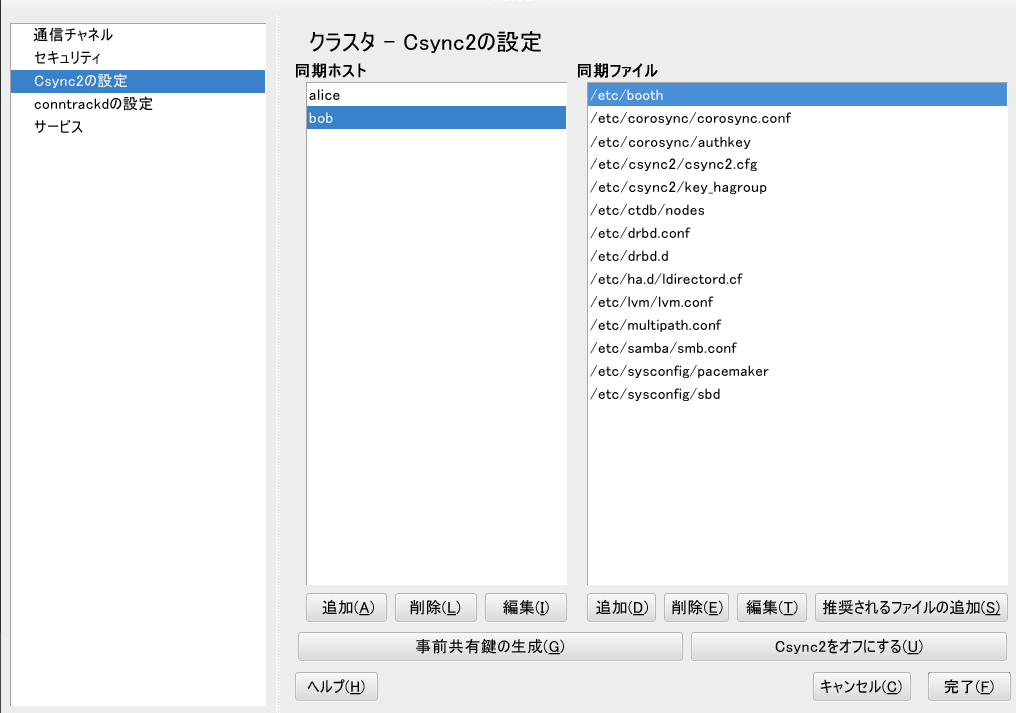 通信チャネル
セキュリティ
Csync2の設定
conntrackdの設定
サービス
クラスタ - Csync2の設定
同期ホスト
alice
bob
同期ファイル
/etc/booth
/etc/corosync/corosync.conf
/etc/corosync/authkey
/etc/csync2/csync2.cfg
/etc/csync2/key_hagroup
/etc/ctdb/nodes
/etc/drbd.conf
/etc/drbd.d
/etc/ha.d/ldirectord.cf
/etc/lvm/lvm.conf
/etc/multipath.conf
/etc/samba/smb.conf
/etc/sysconfig/pacemaker
/etc/sysconfig/sbd
追加(A) 削除(L) 編集(I)
追加(D) 削除(E) 編集(T) 推奨されるファイルの追加(S)
事前共有鍵の生成(G) Csync2をオフにする(U)
ヘルプ(H) キャンセル(C) 完了(F)